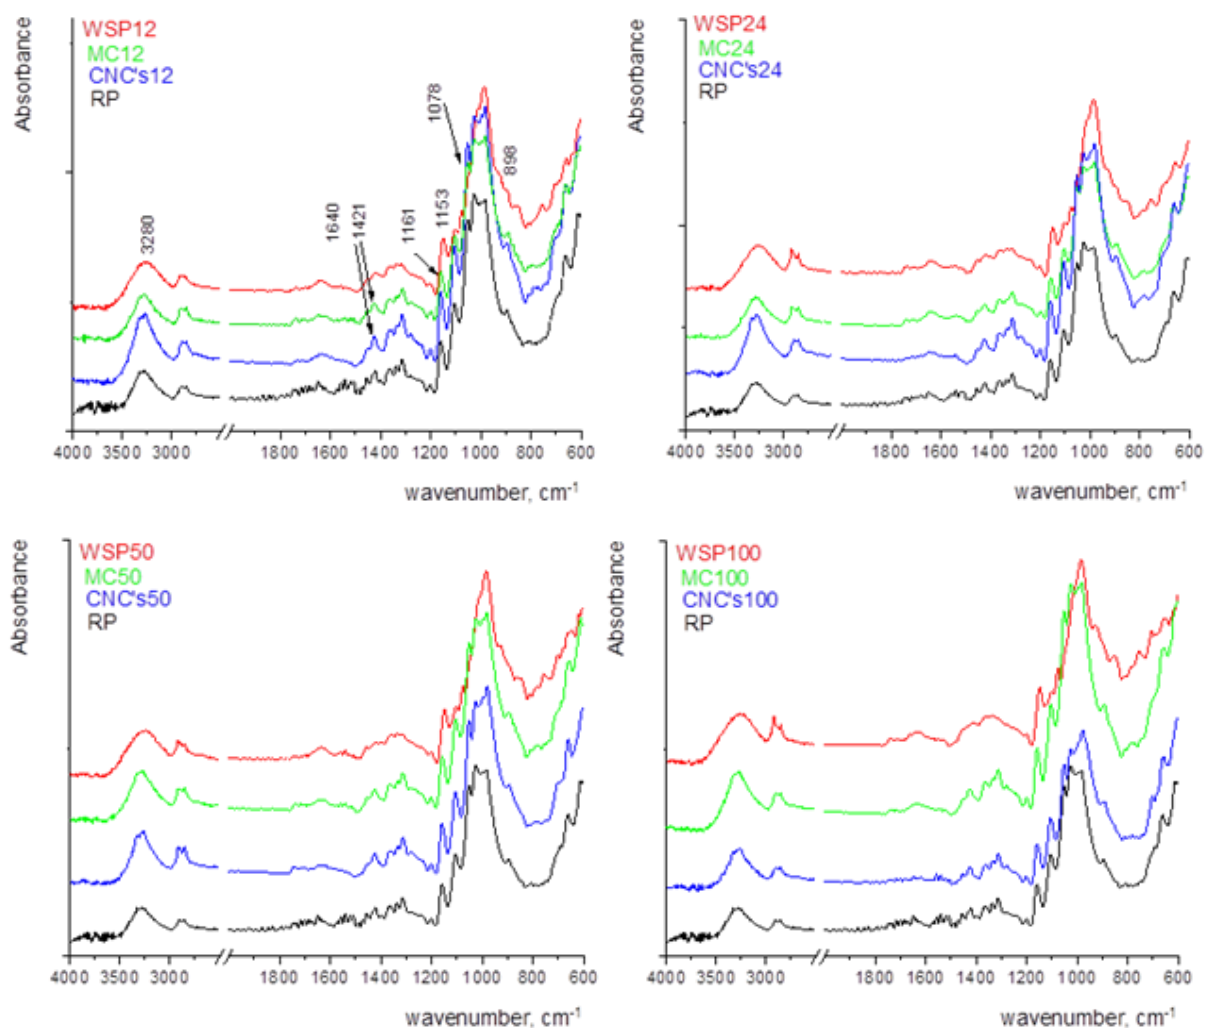 Absorbance
WSP12
MC12
CNC's12
RP
3280
1640
1421
1161
1153
1078
898
4000 3500 3000 1800 1600 1400 1200 1000 800 600
wavenumber, cm-1
Absorbance
WSP24
MC24
CNC's24
RP
4000 3500 3000 1800 1600 1400 1200 1000 800 600
wavenumber, cm-1
Absorbance
WSP50
MC50
CNC's50
RP
4000 3500 3000 1800 1600 1400 1200 1000 800 600
wavenumber, cm-1
Absorbance
WSP100
MC100
CNC's100
RP
4000 3500 3000 1800 1600 1400 1200 1000 800 600
wavenumber, cm-1